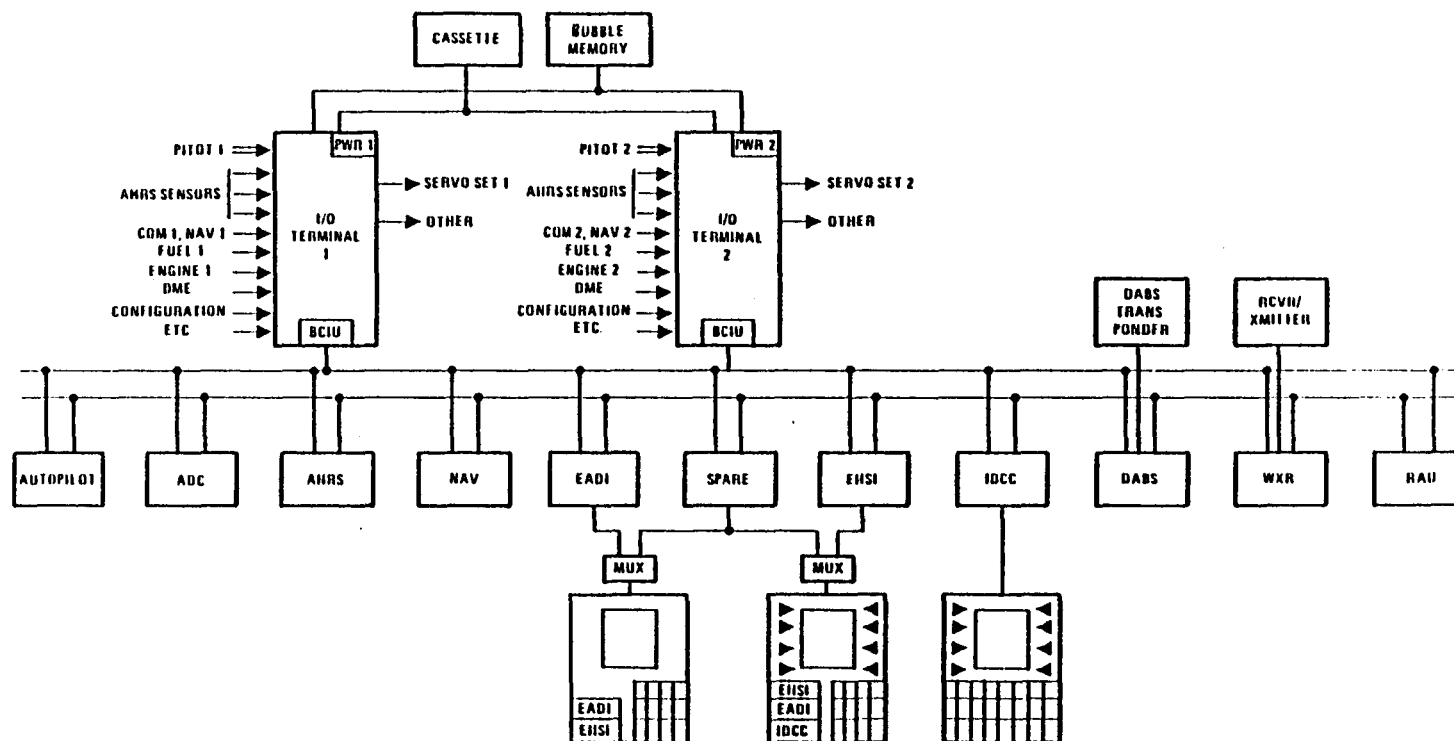 CASSETTE
BUBBLE
MEMORY
PITOT 1
AHRS SENSORS
COM 1, NAV 1
FUEL 1
ENGINE 1
DME
CONFIGURATION
ETC
PWR 1
I/O
TERMINAL
1
BCIU
SERVO SET 1
OTHER
PITOT 2
AHRS SENSORS
COM 2, NAV 2
FUEL 2
ENGINE 2
DME
CONFIGURATION
ETC.
PWR 2
I/O
TERMINAL
2
BCIU
SERVO SET 2
OTHER
DABS
TRANS
PONDER
RCVR/
XMITTER
AUTOPILOT
ADC
AHRS
NAV
EADI
SPARE
EHSI
IDCC
DABS
WXR
RAU
MUX
MUX
EADI
EHSI
EHSI
EADI
IDCC